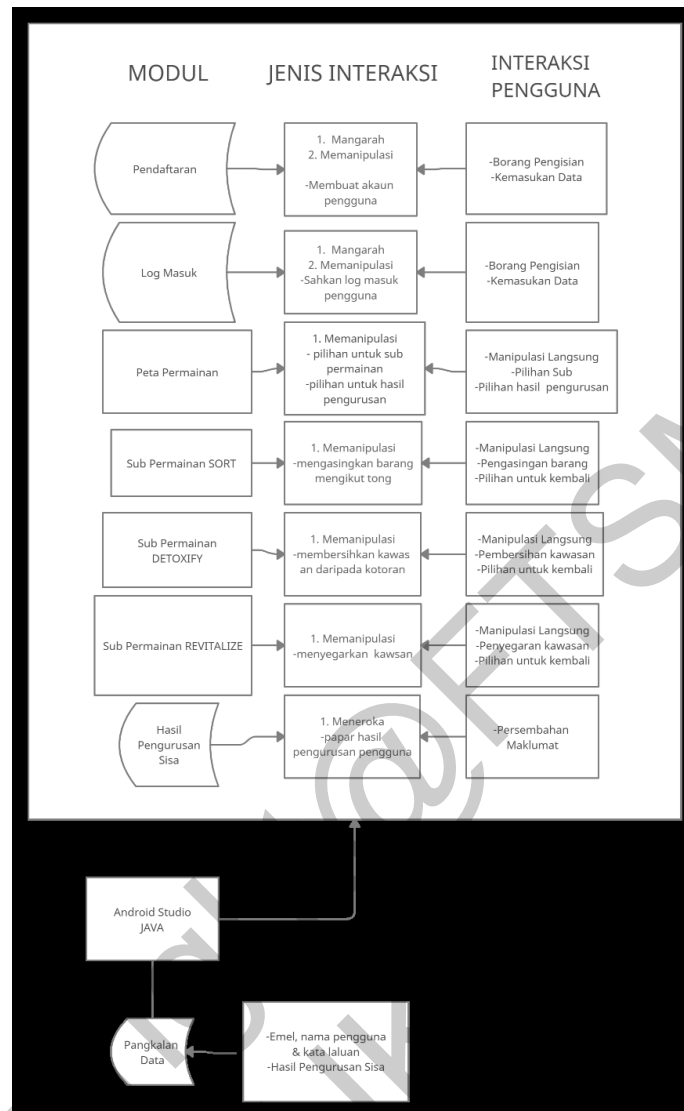 MODUL
JENIS INTERAKSI
INTERAKSI
PENGGUNA
Pendaftaran
1. Mangarah
2. Memanipulasi
-Membuat akaun
pengguna
-Borang Pengisian
-Kemasukan Data
Log Masuk
1. Mangarah
2. Memanipulasi
-Sahkan log masuk
pengguna
-Borang Pengisian
-Kemasukan Data
Peta Permainan
1. Memanipulasi
- pilihan untuk sub
permainan
-pilihan untuk hasil
pengurusan
-Manipulasi Langsung
-Pilihan Sub
-Pilihan hasil pengurusan
Sub Permainan SORT
1. Memanipulasi
-mengasingkan barang
mengikut tong
-Manipulasi Langsung
-Pengasingan barang
-Pilihan untuk kembali
Sub Permainan
DETOXIFY
1. Memanipulasi
-membersihkan kawas
an daripada kotoran
-Manipulasi Langsung
-Pembersihan kawasan
-Pilihan untuk kembali
Sub Permainan REVITALIZE
1. Memanipulasi
-menyegarkan kawsan
-Manipulasi Langsung
-Penyegaran kawasan
-Pilihan untuk kembali
Hasil
Pengurusan
Sisa
1. Meneroka
-papar hasil
pengurusan pengguna
-Persembahan
Maklumat
Android Studio
JAVA
Pangkalan
Data
-Emel, nama pengguna
& kata laluan
-Hasil Pengurusan Sisa
@FTSM